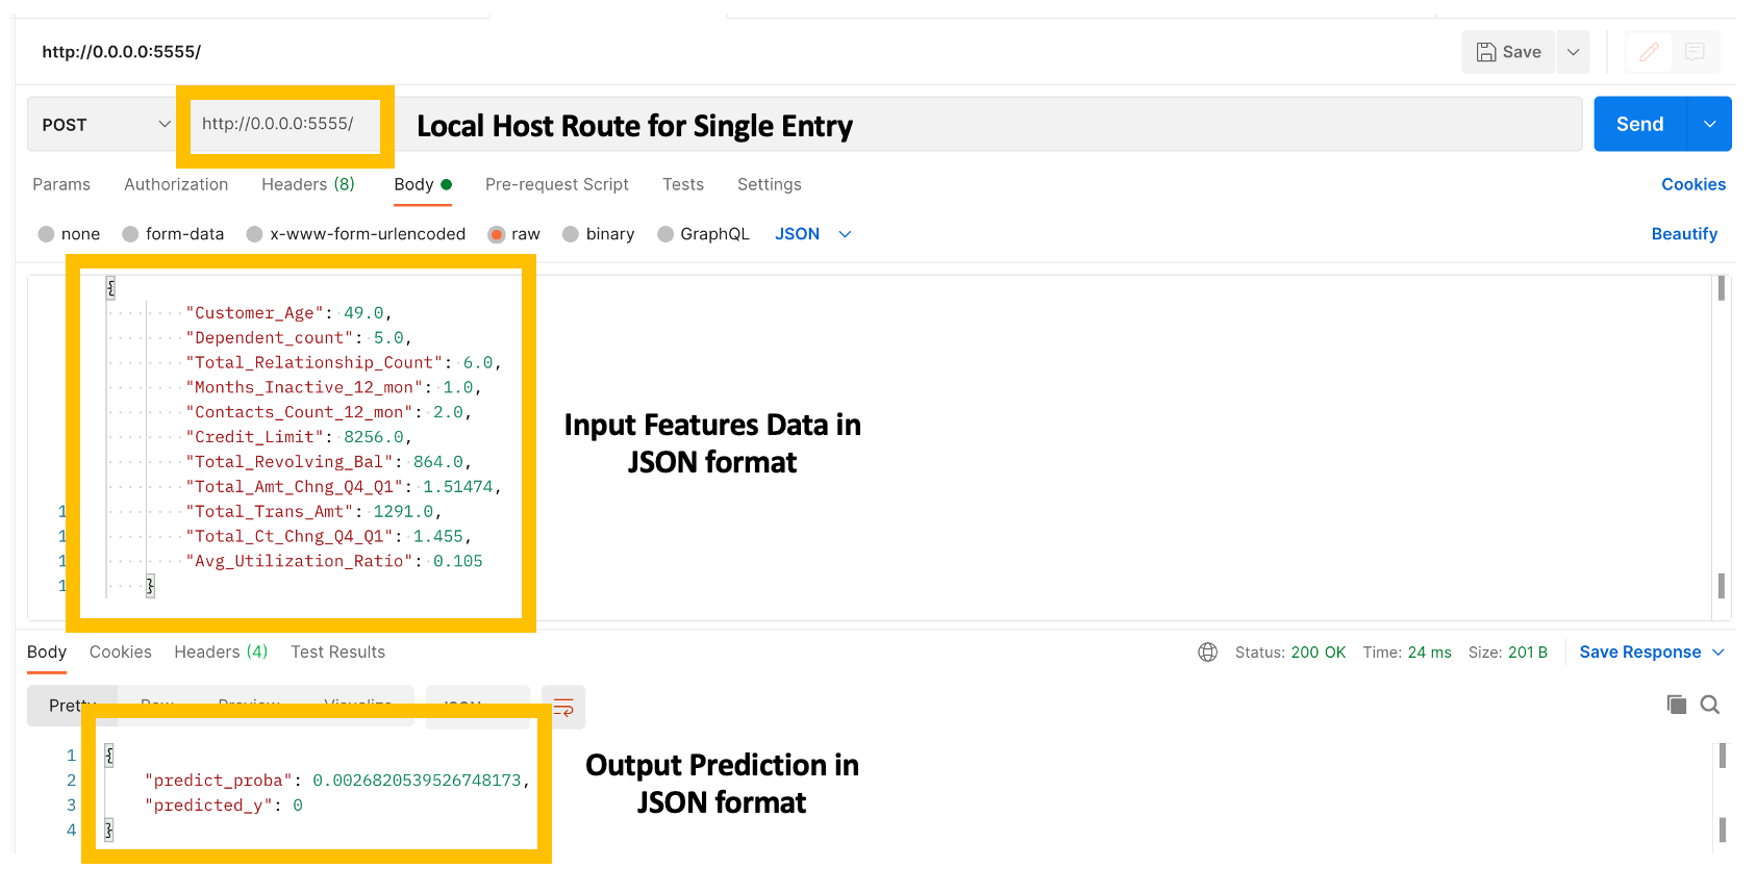 http://0.0.0.0:5555/
Save
POST
http://0.0.0.0:5555/
Local Host Route for Single Entry
Send
Params Authorization Headers (8) Body Pre-request Script Tests Settings Cookies
none form-data x-www-form-urlencoded raw binary GraphQL JSON Beautify
{
"Customer_Age": 49.0,
"Dependent_count": 5.0,
"Total_Relationship_Count": 6.0,
"Months_Inactive_12_mon": 1.0,
"Contacts_Count_12_mon": 2.0,
"Credit_Limit": 8256.0,
"Total_Revolving_Bal": 864.0,
"Total_Amt_Chng_Q4_Q1": 1.51474,
1 "Total_Trans_Amt": 1291.0,
1 "Total_Ct_Chng_Q4_Q1": 1.455,
1 "Avg_Utilization_Ratio": 0.105
1 }
Input Features Data in
JSON format
Body Cookies Headers (4) Test Results Status: 200 OK Time: 24 ms Size: 201 B Save Response
Pretty Raw Preview Visualize JSON
1 {
2 "predict_proba": 0.0026820539526748173,
3 "predicted_y": 0
4 }
Output Prediction in
JSON format